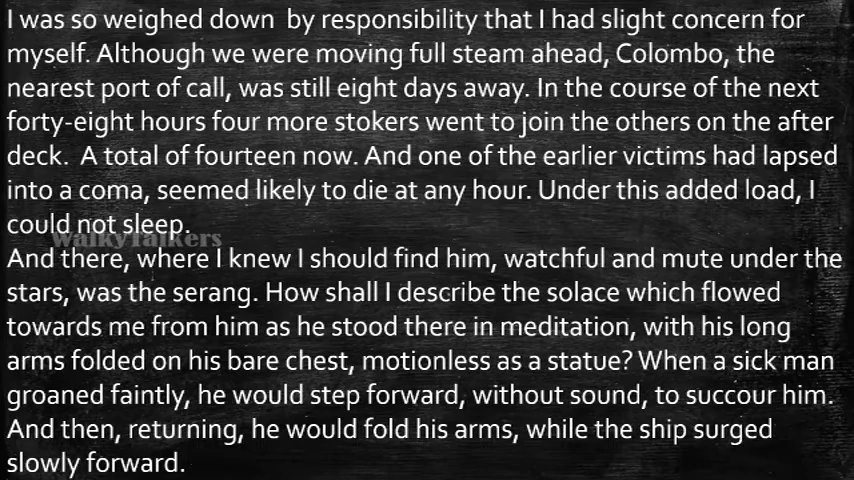 I was so weighed down  by responsibility that I had slight concern for
myself. Although we were moving full steam ahead, Colombo, the
nearest port of call, was still eight days away. In the course of the next
forty-eight hours four more stokers went to join the others on the after
deck.  A total of fourteen now. And one of the earlier victims had lapsed
into a coma, seemed likely to die at any hour. Under this added load, I
could not sleep.
WalkyTalkers
And there, where I knew I should find him, watchful and mute under the
stars, was the serang. How shall I describe the solace which flowed
towards me from him as he stood there in meditation, with his long
arms folded on his bare chest, motionless as a statue? When a sick man
groaned faintly, he would step forward, without sound, to succour him.
And then, returning, he would fold his arms, while the ship surged
slowly forward.